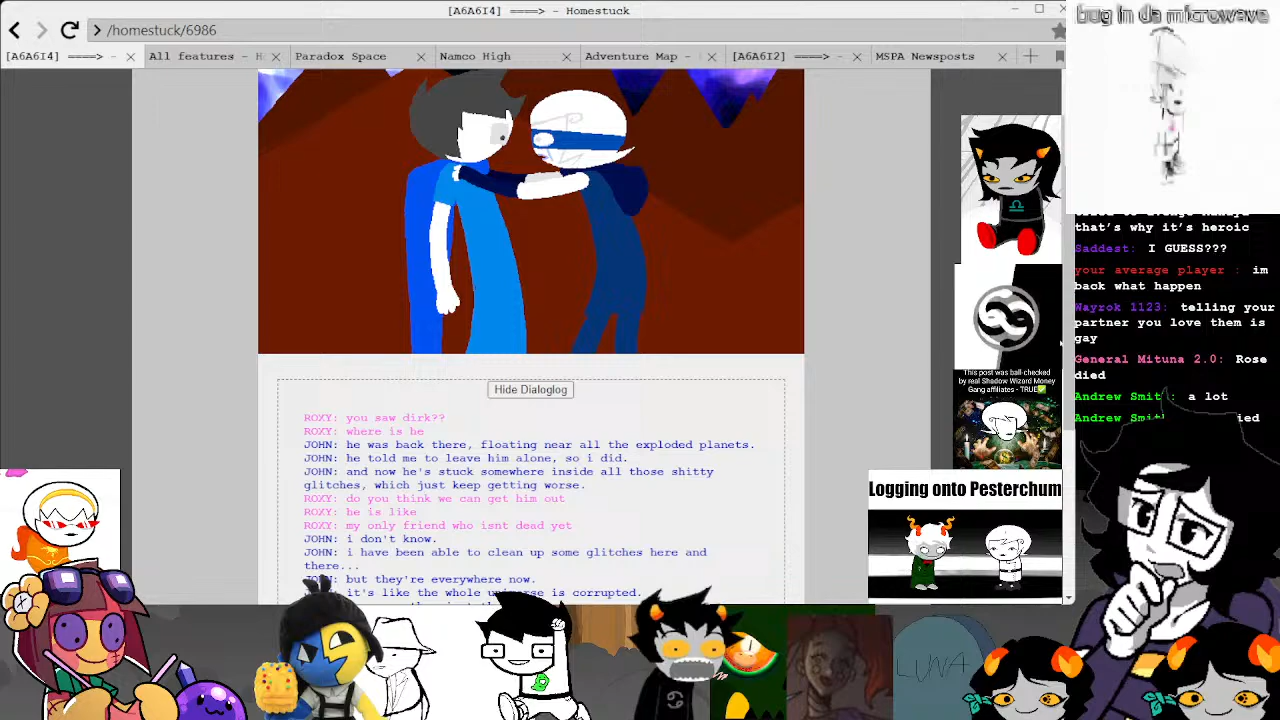 [A6A6I4] ====> - Homestuck
bug in da microwave
/homestuck/6986
[A6A6I4] ====> -
All features - H
Paradox Space
Namco High
Adventure Map -
[A6A6I2] ====> -
MSPA Newsposts
that's why it's heroic
Saddest: I GUESS???
your average player : im
back what happen
Wayrok 1123: telling your
partner you love them is
gay
General Mituna 2.0: Rose
died
Andrew Smit : a lot
Andrew Smith ied
This post was ball-checked
by real Shadow Wizard Money
Gang affiliates - TRUE✅
Logging onto Pesterchum
Hide Dialoglog
ROXY: you saw dirk??
ROXY: where is he
JOHN: he was back there, floating near all the exploded planets.
JOHN: he told me to leave him alone, so i did.
JOHN: and now he's stuck somewhere inside all those shitty
glitches, which just keep getting worse.
ROXY: do you think we can get him out
ROXY: he is like
ROXY: my only friend who isnt dead yet
JOHN: i don't know.
JOHN: i have been able to clean up some glitches here and
there...
JOHN: but they're everywhere now.
it's like the whole universe is corrupted.
LUNA